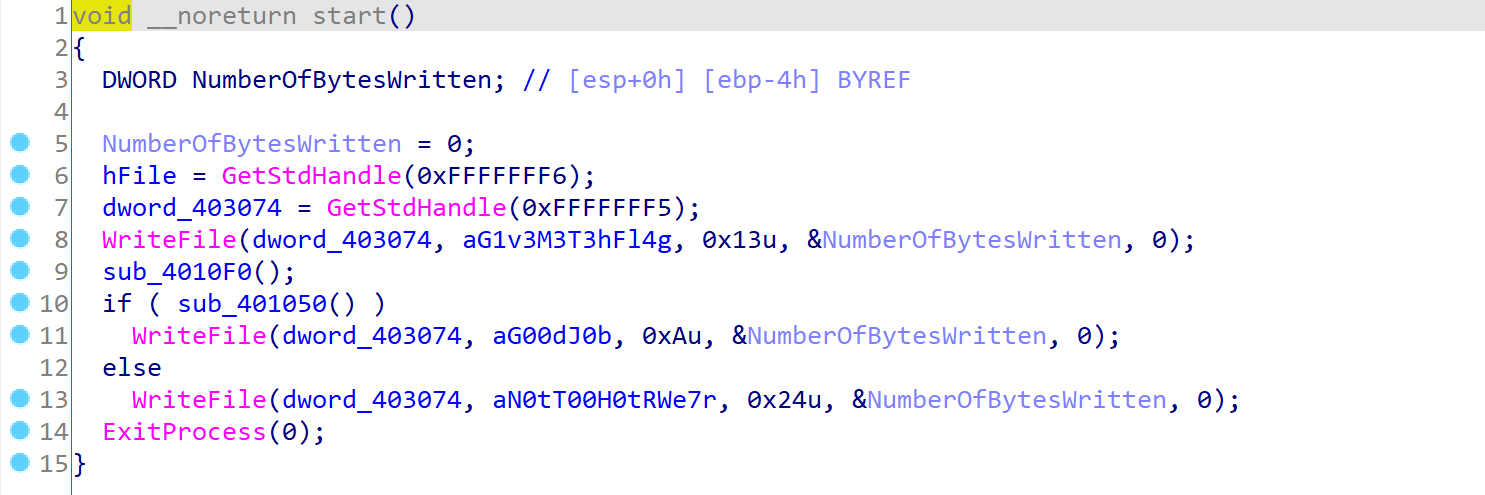 1 void __noreturn start()
2 {
3   DWORD NumberOfBytesWritten; // [esp+0h] [ebp-4h] BYREF
4
5   NumberOfBytesWritten = 0;
6   hFile = GetStdHandle(0xFFFFFFF6);
7   dword_403074 = GetStdHandle(0xFFFFFFF5);
8   WriteFile(dword_403074, aG1v3M3T3hFl4g, 0x13u, &NumberOfBytesWritten, 0);
9   sub_4010F0();
10   if ( sub_401050() )
11     WriteFile(dword_403074, aG00dJ0b, 0xAu, &NumberOfBytesWritten, 0);
12   else
13     WriteFile(dword_403074, aN0tT00H0tRWe7r, 0x24u, &NumberOfBytesWritten, 0);
14   ExitProcess(0);
15 }